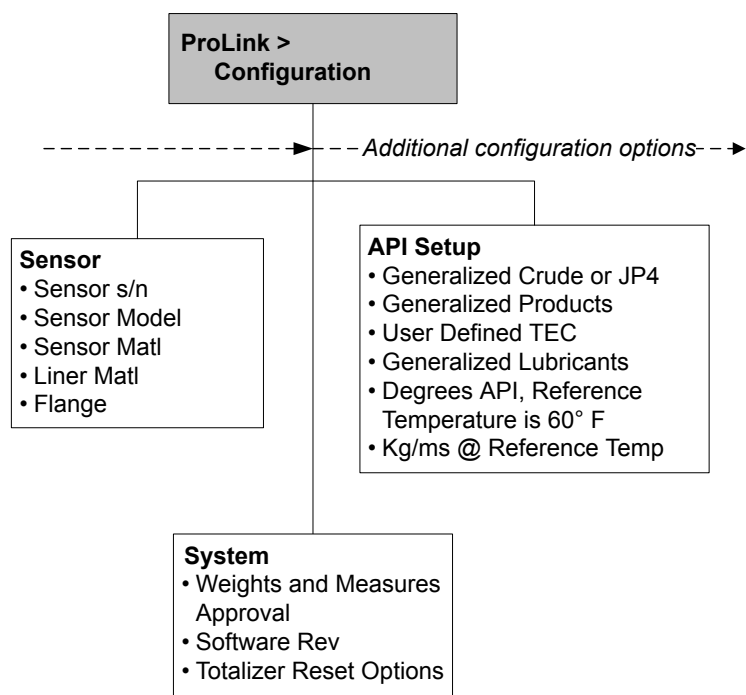 ProLink >
Configuration
Additional configuration options
Sensor
• Sensor s/n
• Sensor Model
• Sensor Matl
• Liner Matl
• Flange
API Setup
• Generalized Crude or JP4
• Generalized Products
• User Defined TEC
• Generalized Lubricants
• Degrees API, Reference
Temperature is 60° F
• Kg/ms @ Reference Temp
System
• Weights and Measures
Approval
• Software Rev
• Totalizer Reset Options